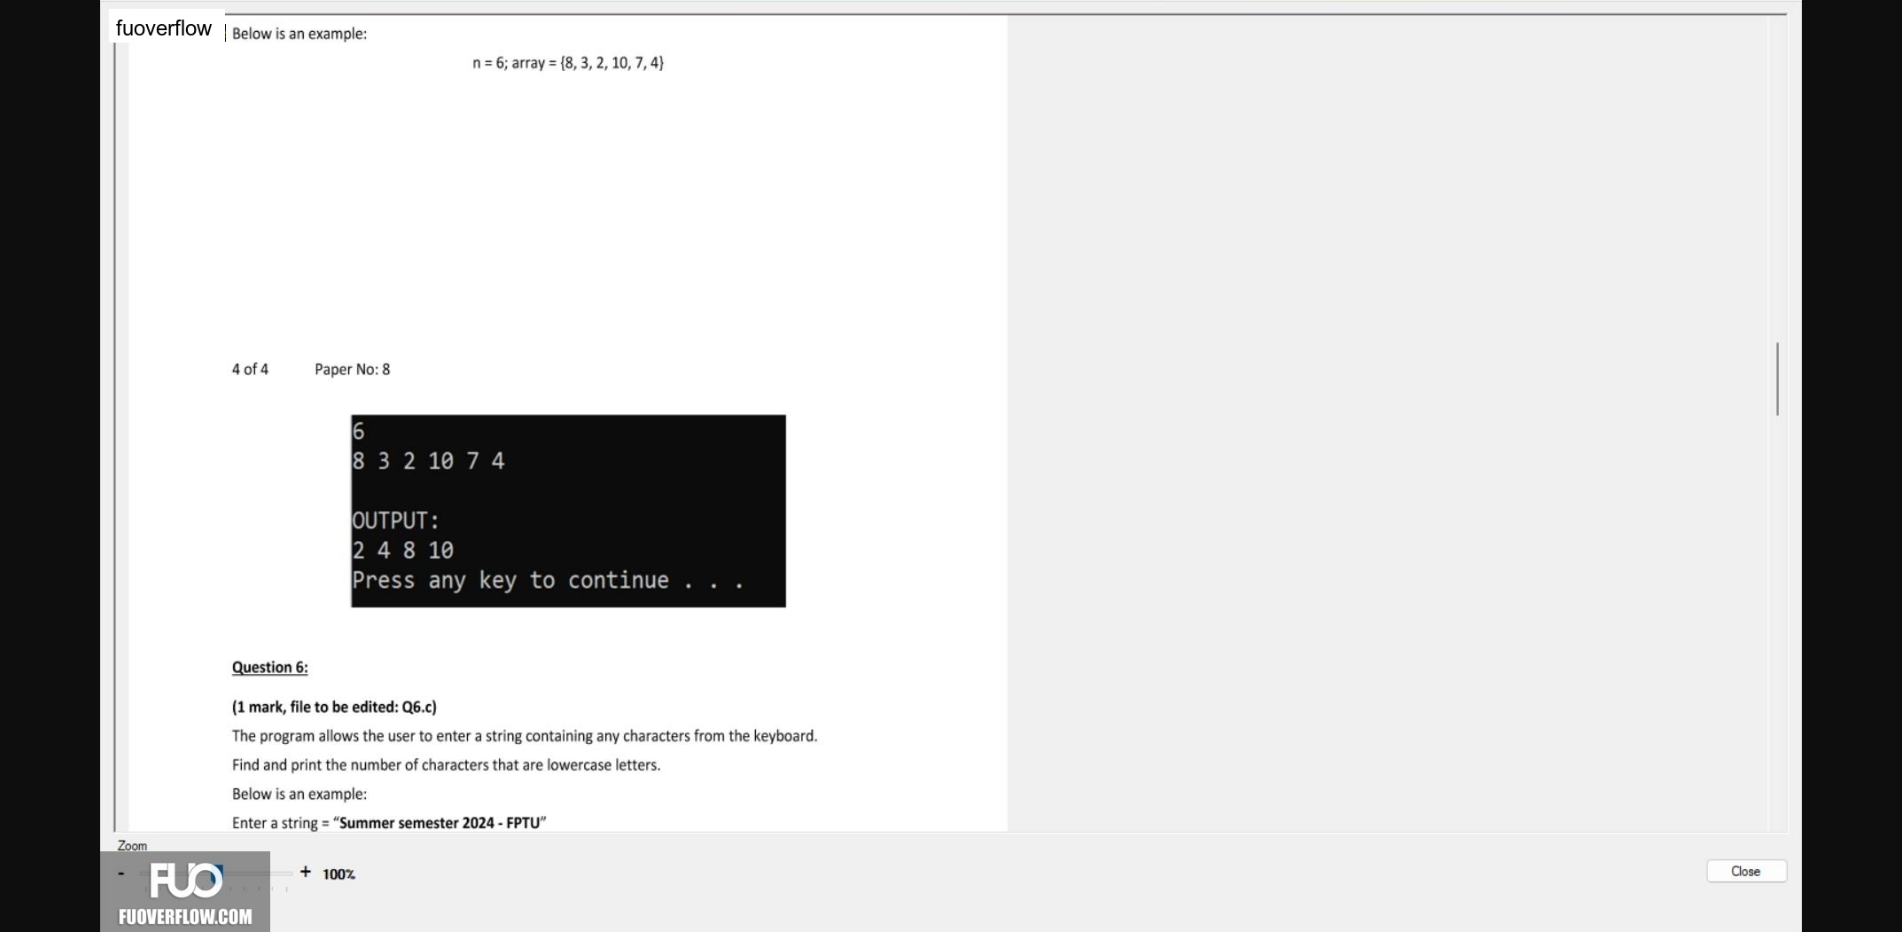 fuoverflow
Below is an example:
n = 6; array = {8, 3, 2, 10, 7, 4}
4 of 4 Paper No: 8
6
8 3 2 10 7 4
OUTPUT:
2 4 8 10
Press any key to continue . . .
Question 6:
(1 mark, file to be edited: Q6.c)
The program allows the user to enter a string containing any characters from the keyboard.
Find and print the number of characters that are lowercase letters.
Below is an example:
Enter a string = “Summer semester 2024 - FPTU”
Zoom
- + 100%
Close
FUO
FUOVERFLOW.COM